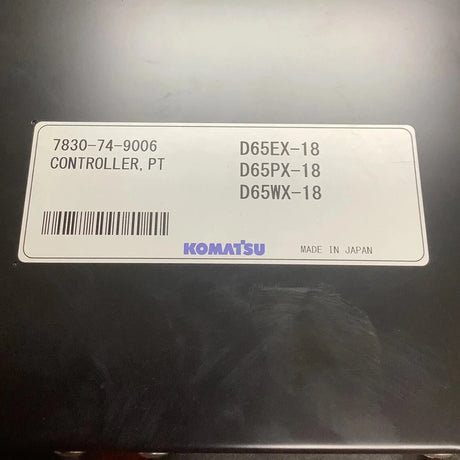 7830-74-9006
CONTROLLER, PT
D65EX-18
D65PX-18
D65WX-18
KOMATSU
MADE IN JAPAN